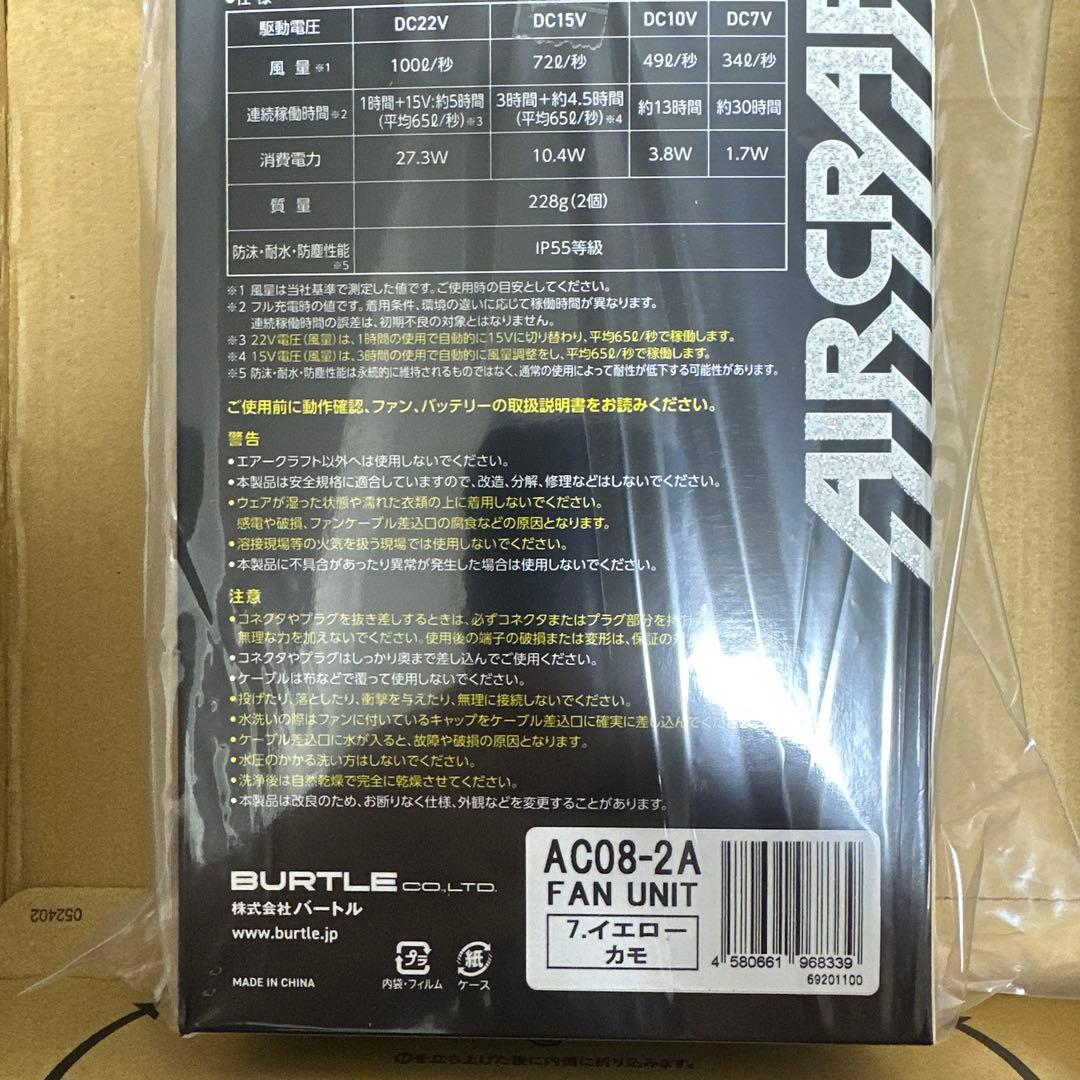 ●仕様
駆動電圧 DC22V DC15V DC10V DC7V
風量※1 100ℓ/秒 72ℓ/秒 49ℓ/秒 34ℓ/秒
連続稼働時間※2 1時間+15V:約5時間 3時間+約4.5時間 約13時間 約30時間
(平均65ℓ/秒)※3 (平均65ℓ/秒)※4
消費電力 27.3W 10.4W 3.8W 1.7W
質量 228g(2個)
防沫・耐水・防塵性能 IP55等級
※5
※1 風量は当社基準で測定した値です。ご使用時の目安としてください。
※2 フル充電時の値です。着用条件、環境の違いに応じて稼働時間が異なります。
連続稼働時間の誤差は、初期不良の対象とはなりません。
※3 22V電圧(風量)は、1時間の使用で自動的に15Vに切り替わり、平均65ℓ/秒で稼働します。
※4 15V電圧(風量)は、3時間の使用で自動的に風量調整をし、平均65ℓ/秒で稼働します。
※5 防沫・耐水・防塵性能は永続的に維持されるものではなく、通常の使用によって耐性が低下する可能性があります。
ご使用前に動作確認、ファン、バッテリーの取扱説明書をお読みください。
警告
●エアークラフト以外へは使用しないでください。
●本製品は安全規格に適合していますので、改造、分解、修理などはしないでください。
●ウェアが湿った状態や濡れた衣類の上に着用しないでください。
感電や破損、ファンケーブル差込口の腐食などの原因となります。
●溶接現場等の火気を扱う現場では使用しないでください。
●本製品に不具合があったり異常が発生した場合は使用しないでください。
注意
●コネクタやプラグを抜き差しするときは、必ずコネクタまたはプラグ部分を持
無理な力を加えないでください。使用後の端子の破損または変形は、保証の
●コネクタやプラグはしっかり奥まで差し込んでご使用ください。
●ケーブルは布などで覆って使用しないでください。
●投げたり、落としたり、衝撃を与えたり、無理に接続しないでください。
●水洗いの際はファンに付いているキャップをケーブル差込口に確実に差し込んでください。
●ケーブル差込口に水が入ると、故障や破損の原因となります。
●水圧のかかる洗い方はしないでください。
●洗浄後は自然乾燥で完全に乾燥させてください。
●本製品は改良のため、お断りなく仕様、外観などを変更することがあります。
AIRCRAF
BURTLE CO.,LTD.
株式会社バートル
www.burtle.jp
MADE IN CHINA
プラ 紙
内袋・フィルム ケース
AC08-2A
FAN UNIT
7.イエロー
カモ
4 580661 968339
69201100
052402
①を立ち上げた後に内側に折り込みます。